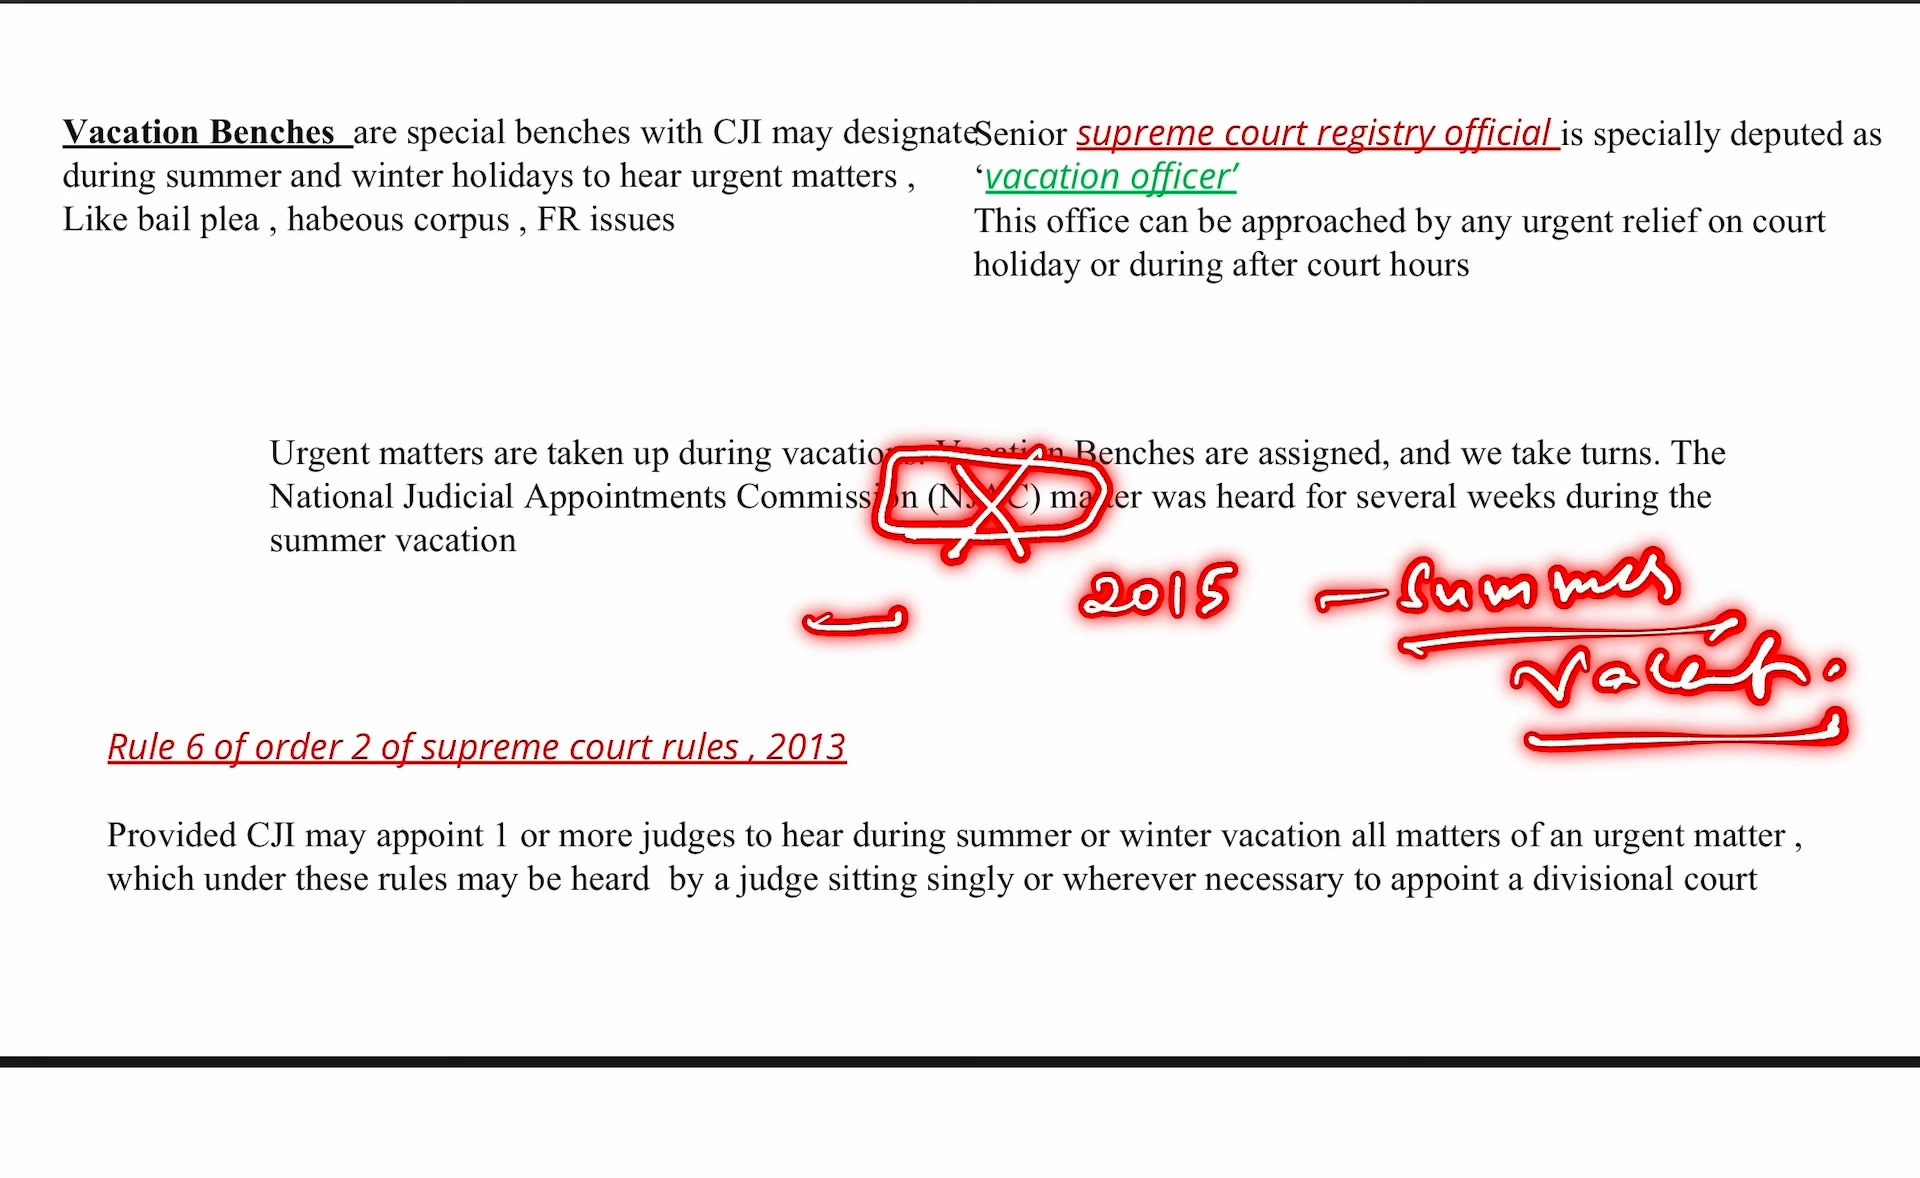 Vacation Benches are special benches with CJI may designate
during summer and winter holidays to hear urgent matters ,
Like bail plea , habeous corpus , FR issues
Senior supreme court registry official is specially deputed as
‘vacation officer’
This office can be approached by any urgent relief on court
holiday or during after court hours
Urgent matters are taken up during vacation. Vacation Benches are assigned, and we take turns. The
National Judicial Appointments Commission (NJAC) matter was heard for several weeks during the
summer vacation
2015 – Summer
Rule 6 of order 2 of supreme court rules , 2013
Provided CJI may appoint 1 or more judges to hear during summer or winter vacation all matters of an urgent matter ,
which under these rules may be heard by a judge sitting singly or wherever necessary to appoint a divisional court